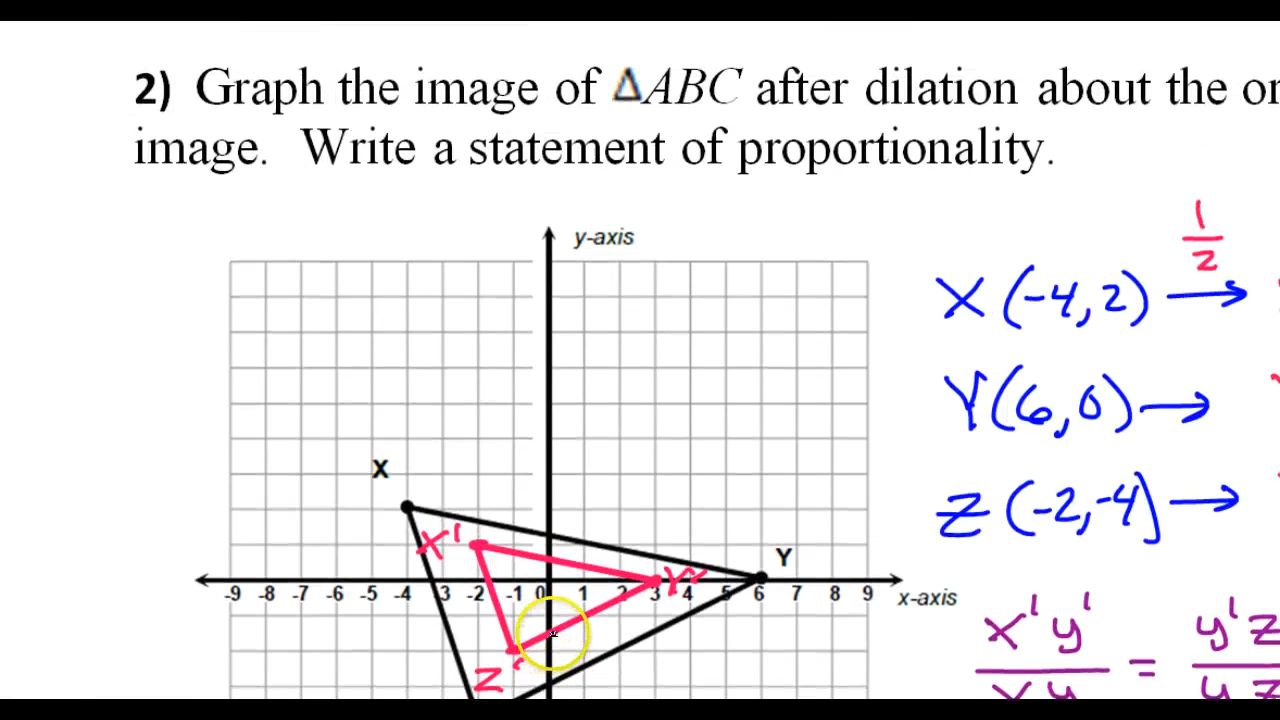 2) Graph the image of ΔABC after dilation about the or
image. Write a statement of proportionality.
y-axis
1/2
X (-4, 2) →
Y (6, 0) →
Z (-2, -4] →
X
X'
Y
-9 -8 -7 -6 -5 -4 3 -2 -1 0 1 2 3 4 5 6 7 8 9
x-axis
Z'
x'y' / xy = y'z / yz